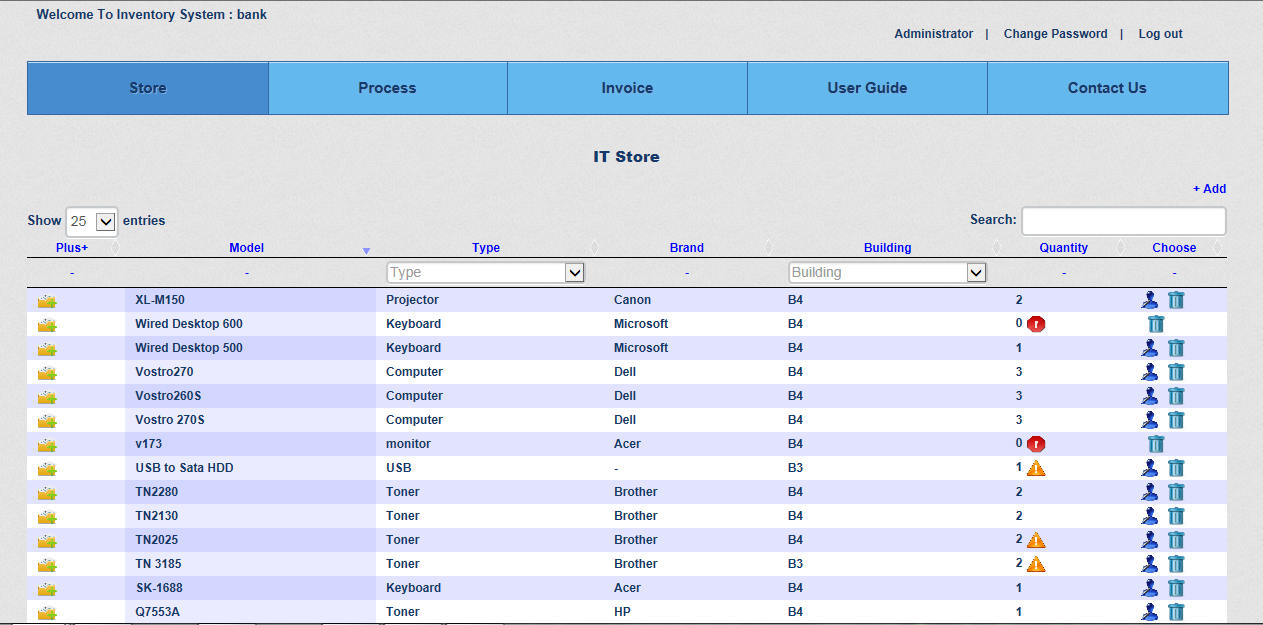 Welcome To Inventory System : bank
Administrator | Change Password | Log out
Store Process Invoice User Guide Contact Us
IT Store
+ Add
Show 25 entries Search:
Plus+ Model Type Brand Building Quantity Choose
- - Type - Building - -
XL-M150 Projector Canon B4 2
Wired Desktop 600 Keyboard Microsoft B4 0
Wired Desktop 500 Keyboard Microsoft B4 1
Vostro270 Computer Dell B4 3
Vostro260S Computer Dell B4 3
Vostro 270S Computer Dell B4 3
v173 monitor Acer B4 0
USB to Sata HDD USB - B3 1
TN2280 Toner Brother B4 2
TN2130 Toner Brother B4 2
TN2025 Toner Brother B4 2
TN 3185 Toner Brother B3 2
SK-1688 Keyboard Acer B4 1
Q7553A Toner HP B4 1